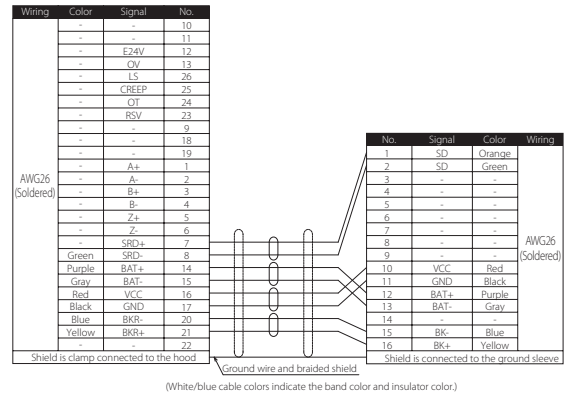 Wiring Color Signal No.
- - 10
- - 11
- E24V 12
- OV 13
- LS 26
- CREEP 25
- OT 24
- RSV 23
- - 9
- - 18
- - 19
- A+ 1
AWG26 (Soldered)
- A- 2
- B+ 3
- B- 4
- Z+ 5
- Z- 6
- SRD+ 7
Green SRD- 8
Purple BAT+ 14
Gray BAT- 15
Red VCC 16
Black GND 17
Blue BKR- 20
Yellow BKR+ 21
- - 22
Shield is clamp connected to the hood
No. Signal Color Wiring
1 SD Orange
2 SD Green
3 - -
4 - -
5 - -
6 - -
7 - -
8 - -
AWG26 (Soldered)
9 - -
10 VCC Red
11 GND Black
12 BAT+ Purple
13 BAT- Gray
14 - -
15 BK- Blue
16 BK+ Yellow
Shield is connected to the ground sleeve
Ground wire and braided shield
(White/blue cable colors indicate the band color and insulator color.)